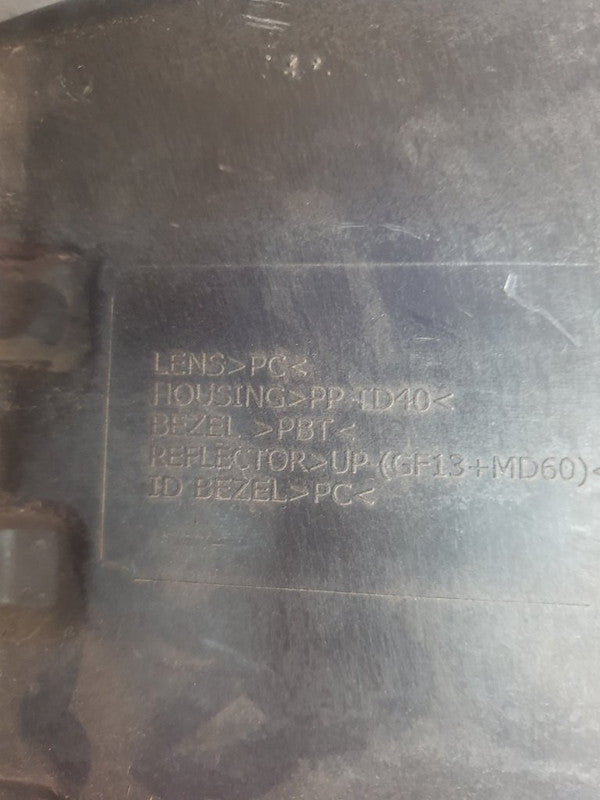 LENS>PC<
HOUSING>PP-TD40<
BEZEL >PBT<
REFLECTOR>UP (GF13+MD60)<
ID BEZEL>PC<